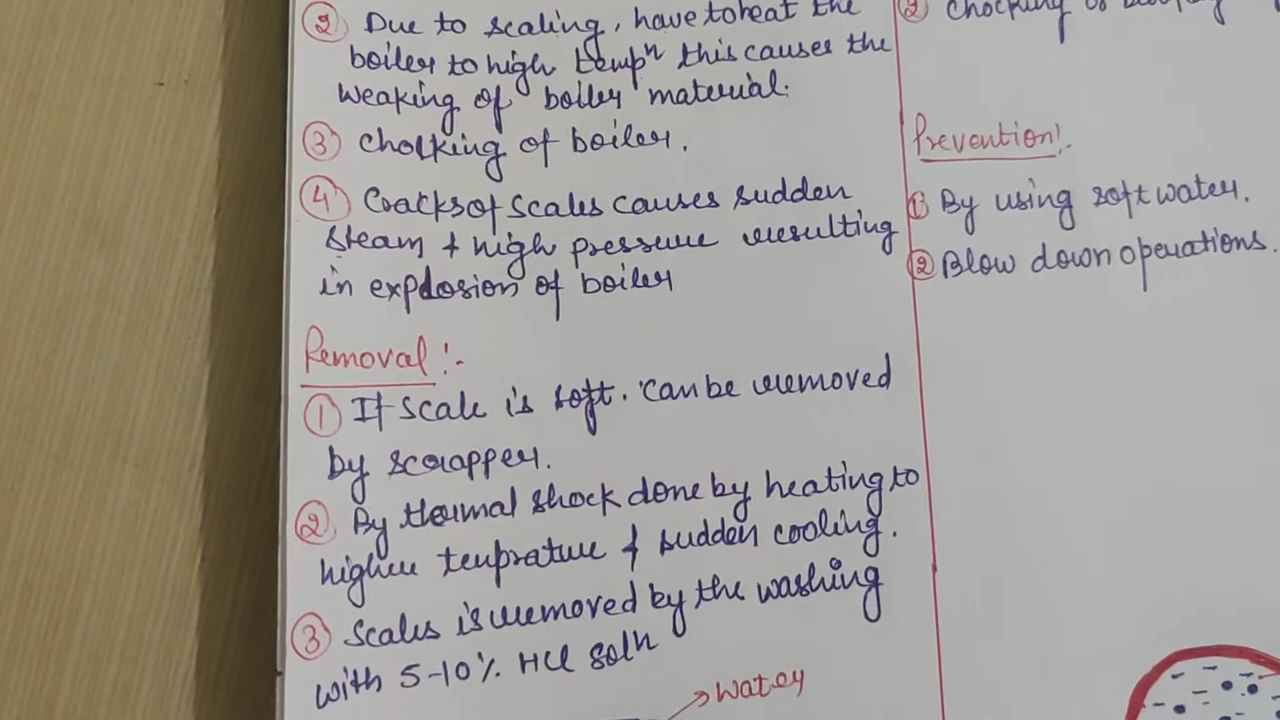 ② Due to scaling, have to heat the
boiler to high tempⁿ this causes the
weaking of boiler material.
③ Chocking of boiler.
④ Cracks of scales causes sudden
steam & high pressure resulting
in explosion of boiler
Removal :-
① If scale is soft. can be removed
by scrapper.
② By thermal shock done by heating to
higher temprature & sudden cooling.
③ Scales is removed by the washing
with 5-10% HCl solⁿ
→ Water
② Chocking of
Prevention:-
① By using soft water.
② Blow down operations.